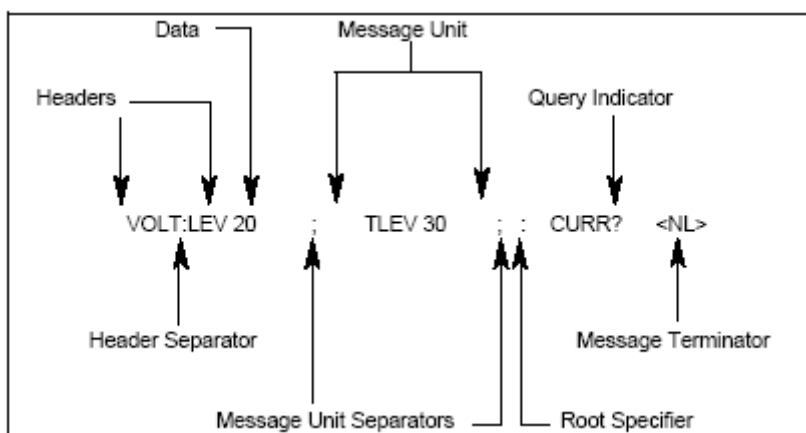 Data Message Unit
Headers Query Indicator
VOLT:LEV 20 ; TLEV 30 ; : CURR? <NL>
Header Separator Message Terminator
Message Unit Separators Root Specifier